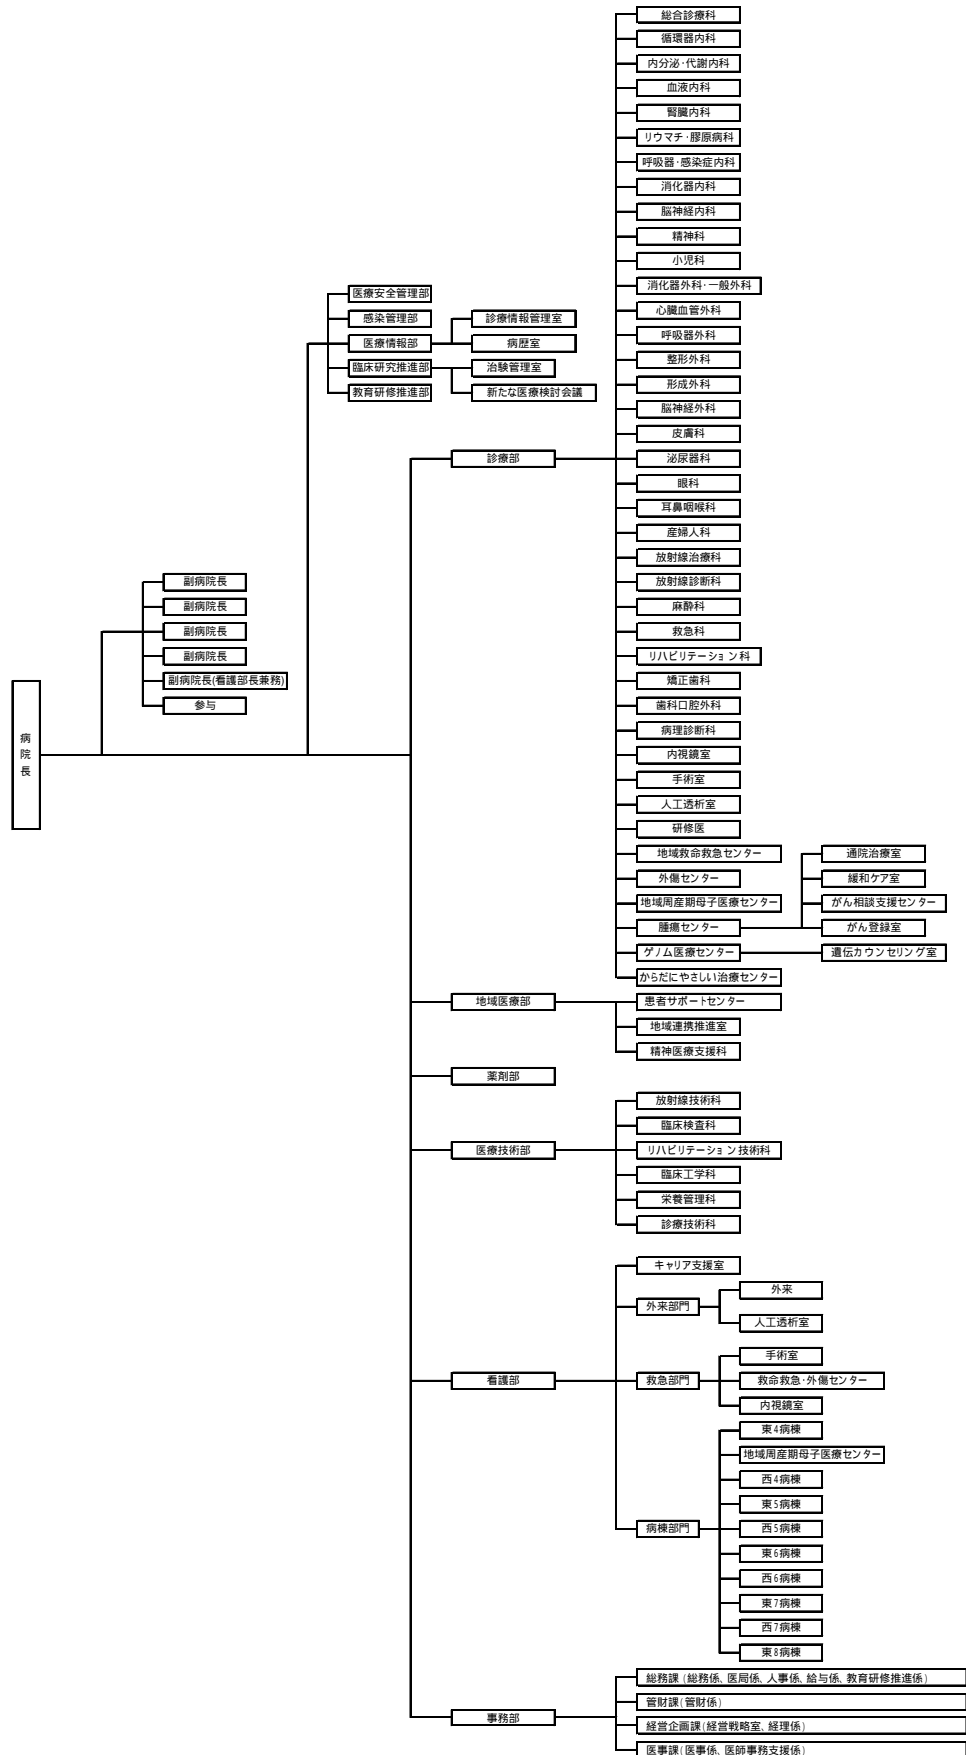 総合診療科
循環器内科
内分泌・代謝内科
血液内科
腎臓内科
リウマチ・膠原病科
呼吸器・感染症内科
消化器内科
脳神経内科
精神科
小児科
消化器外科・一般外科
心臓血管外科
呼吸器外科
整形外科
形成外科
脳神経外科
皮膚科
泌尿器科
眼科
耳鼻咽喉科
産婦人科
放射線治療科
放射線診断科
麻酔科
救急科
リハビリテーション科
矯正歯科
歯科口腔外科
病理診断科
内視鏡室
手術室
人工透析室
研修医
地域救命救急センター
外傷センター
地域周産期母子医療センター
腫瘍センター
ゲノム医療センター
からだにやさしい治療センター
通院治療室
緩和ケア室
がん相談支援センター
がん登録室
遺伝カウンセリング室
医療安全管理部
感染管理部
医療情報部
臨床研究推進部
教育研修推進部
診療情報管理室
病歴室
治験管理室
新たな医療検討会議
診療部
副病院長
副病院長
副病院長
副病院長
副病院長(看護部長兼務)
参与
病
院
長
地域医療部
患者サポートセンター
地域連携推進室
精神医療支援科
薬剤部
医療技術部
放射線技術科
臨床検査科
リハビリテーション技術科
臨床工学科
栄養管理科
診療技術科
看護部
キャリア支援室
外来部門
外来
人工透析室
救急部門
手術室
救命救急・外傷センター
内視鏡室
病棟部門
東4病棟
地域周産期母子医療センター
西4病棟
東5病棟
西5病棟
東6病棟
西6病棟
東7病棟
西7病棟
東8病棟
事務部
総務課(総務係、医局係、人事係、給与係、教育研修推進係)
管財課(管財係)
経営企画課(経営戦略室、経理係)
医事課(医事係、医師事務支援係)